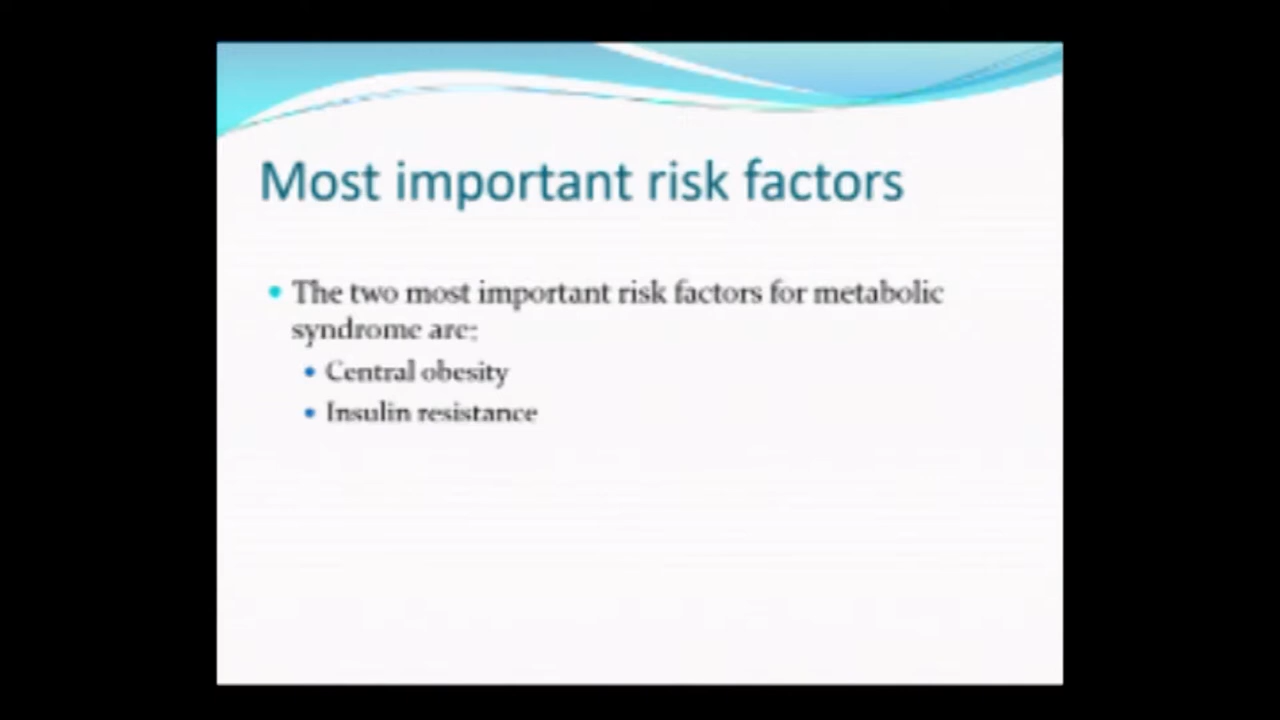 Most important risk factors
• The two most important risk factors for metabolic
syndrome are:
• Central obesity
• Insulin resistance